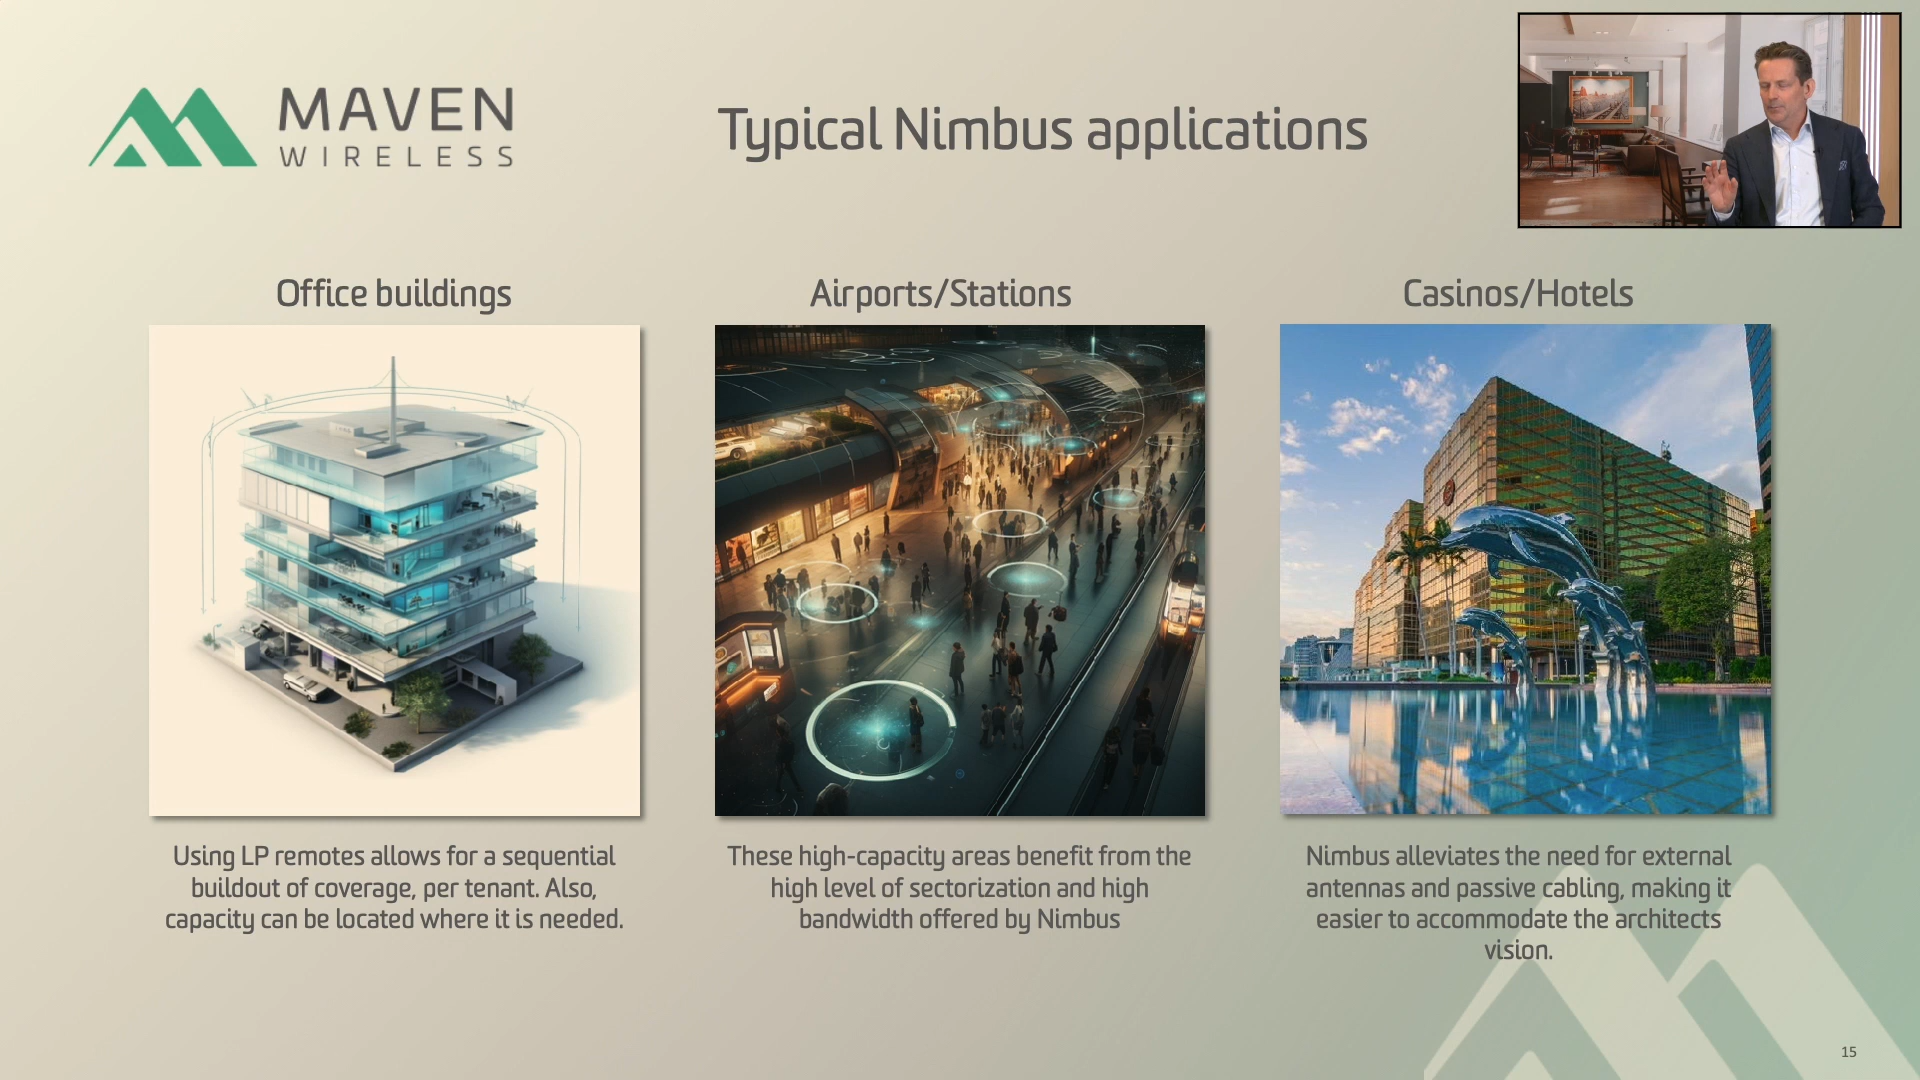 MAVEN
WIRELESS
Typical Nimbus applications
Office buildings
Airports/Stations
Casinos/Hotels
Using LP remotes allows for a sequential
buildout of coverage, per tenant. Also,
capacity can be located where it is needed.
These high-capacity areas benefit from the
high level of sectorization and high
bandwidth offered by Nimbus
Nimbus alleviates the need for external
antennas and passive cabling, making it
easier to accommodate the architects
vision.
15